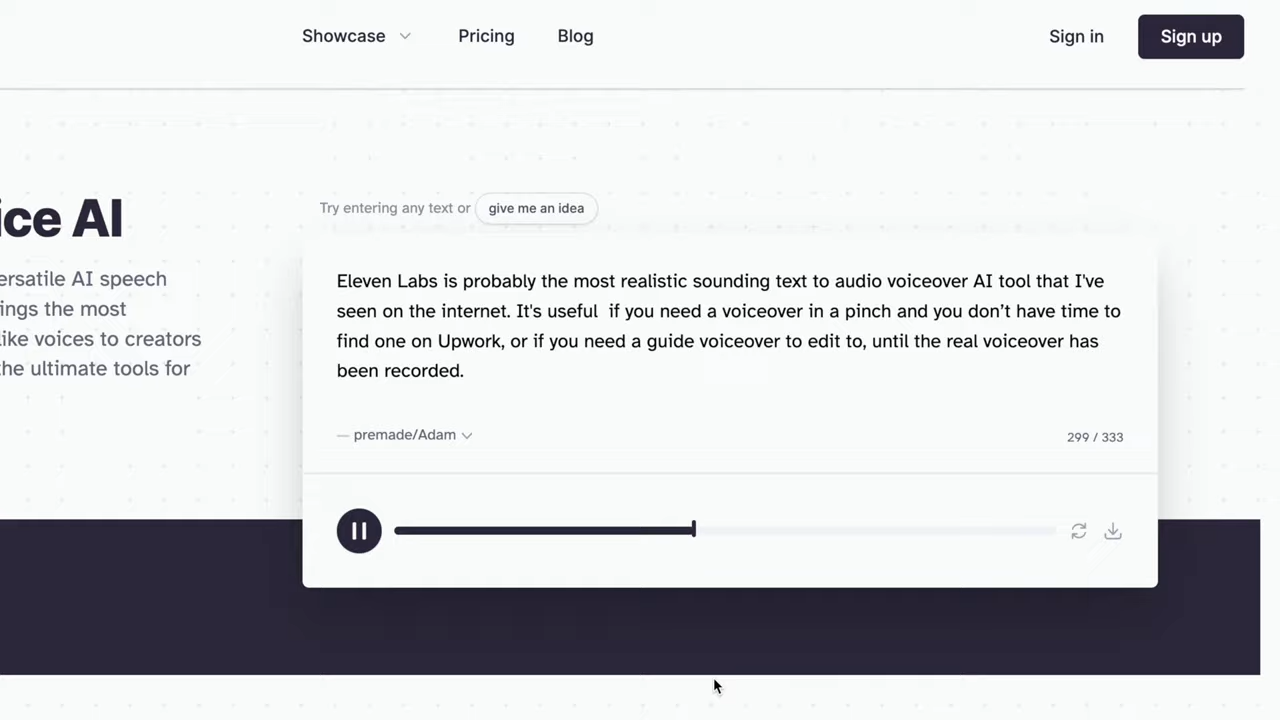 Showcase Pricing Blog Sign in Sign up
ice AI
Try entering any text or give me an idea
ersatile AI speech
ings the most
like voices to creators
the ultimate tools for
Eleven Labs is probably the most realistic sounding text to audio voiceover AI tool that I've
seen on the internet. It's useful  if you need a voiceover in a pinch and you don’t have time to
find one on Upwork, or if you need a guide voiceover to edit to, until the real voiceover has
been recorded.
— premade/Adam 299 / 333